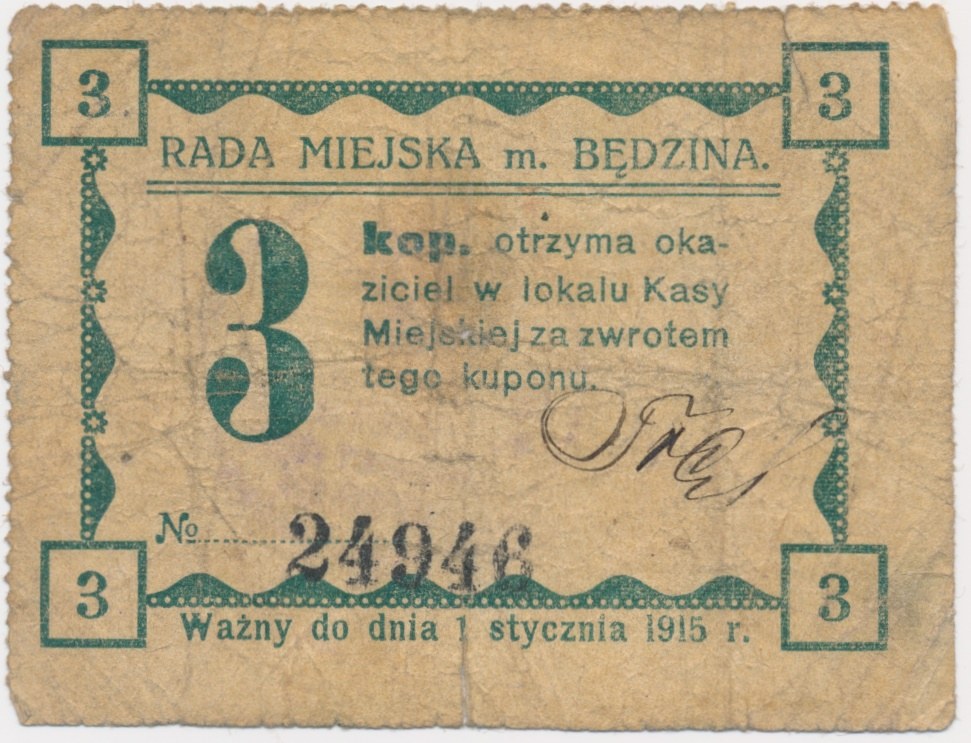 3 3
RADA MIEJSKA m. BĘDZINA.
3
kop. otrzyma oka-
ziciel w lokalu Kasy
Miejskiej za zwrotem
tego kuponu.
№ 24946
3 3
Ważny do dnia 1 stycznia 1915 r.